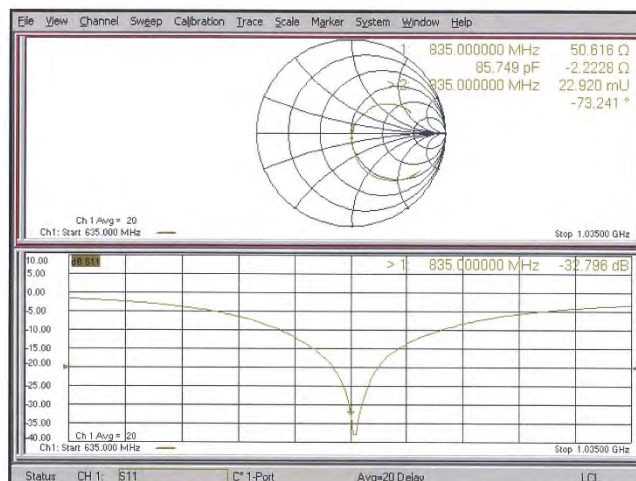 File View Channel Sweep Calibration Trace Scale Marker System Window Help
1: 835.000000 MHz 50.616 Ω
85.749 pF -2.2228 Ω
> 2: 835.000000 MHz 22.920 mU
-73.241 °
Ch 1 Avg = 20
Ch1: Start 635.000 MHz Stop 1.03500 GHz
10.00 dB S11 > 1: 835.000000 MHz -32.796 dB
5.00
0.00
-5.00
-10.00
-15.00
-20.00
-25.00
-30.00
-35.00
-40.00
Ch 1 Avg = 20
Ch1: Start 635.000 MHz Stop 1.03500 GHz
Status CH 1: S11 C* 1-Port Avg=20 Delay LCL